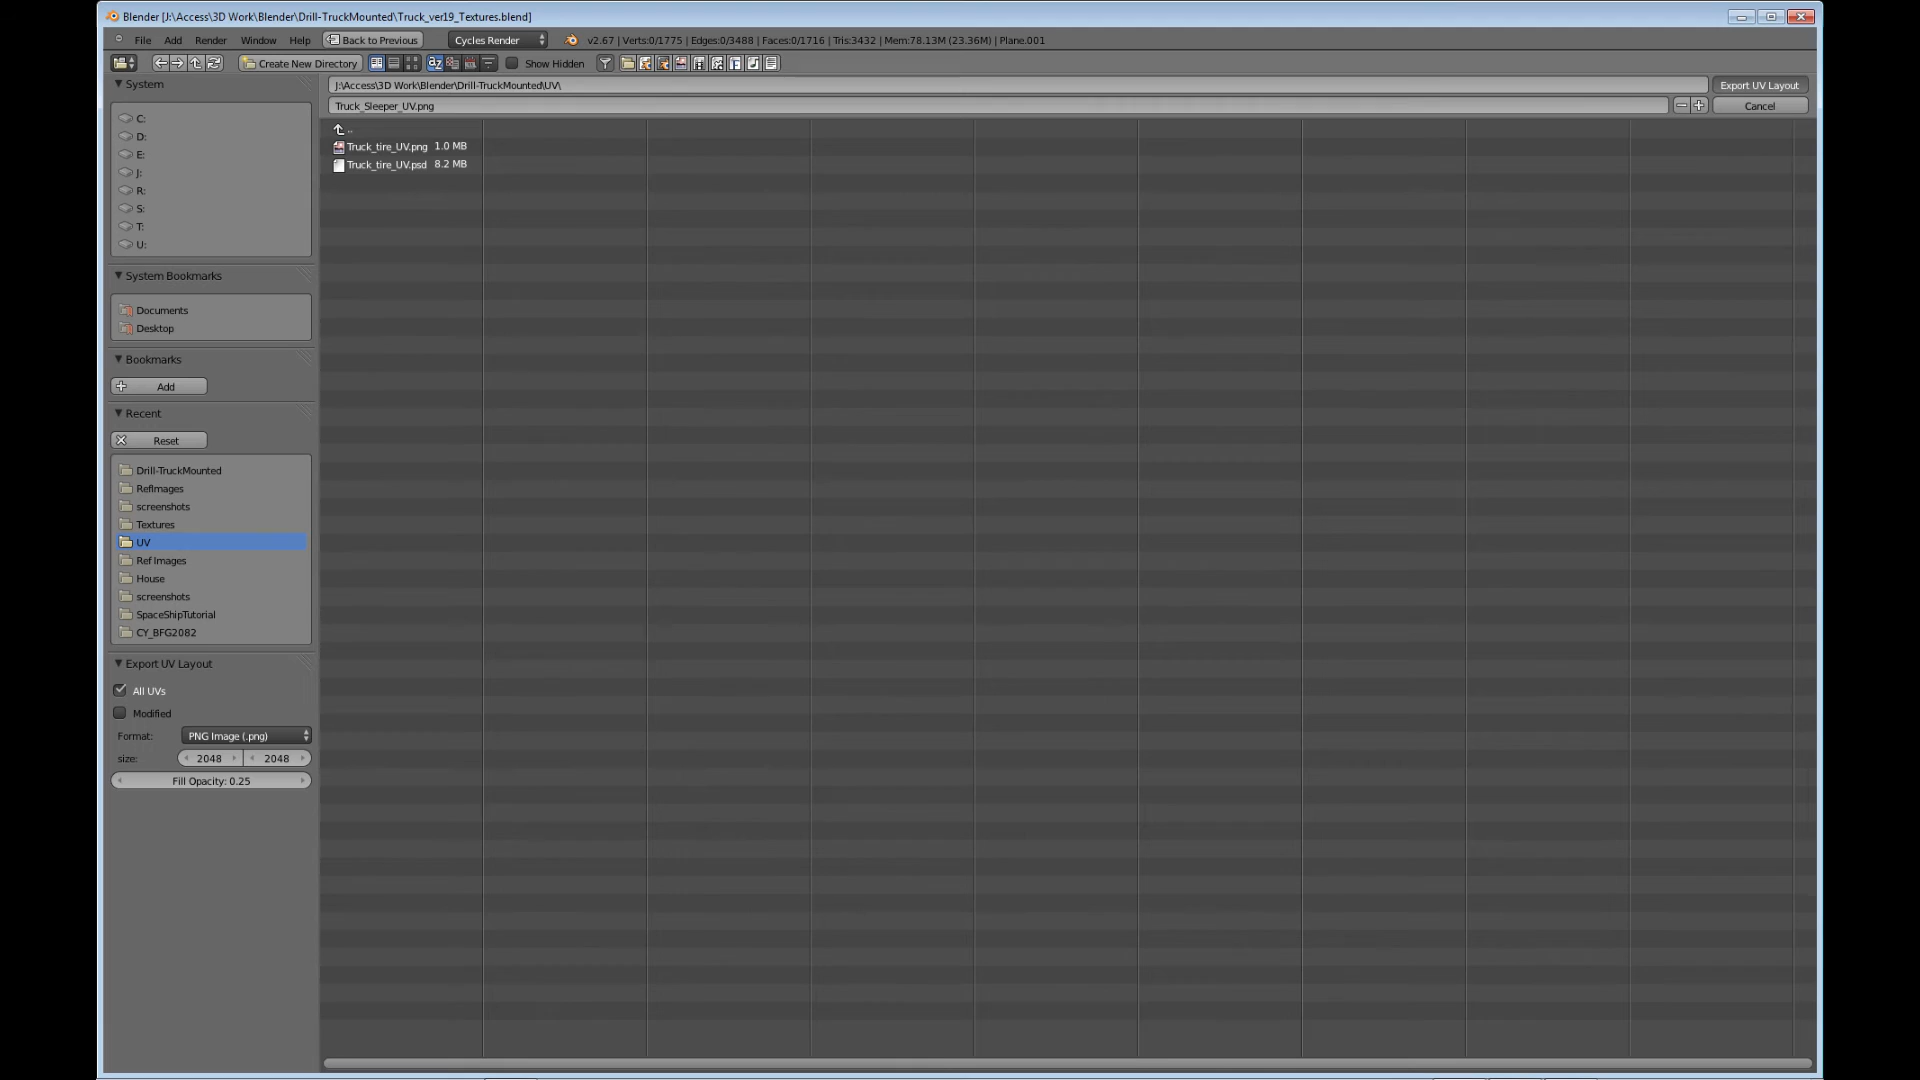 Blender [J:\Access\3D Work\Blender\Drill-TruckMounted\Truck_ver19_Textures.blend]
File Add Render Window Help Back to Previous Cycles Render v2.67 | Verts:0/1775 | Edges:0/3488 | Faces:0/1716 | Tris:3432 | Mem:78.13M (23.36M) | Plane.001
Create New Directory Show Hidden
System
J:\Access\3D Work\Blender\Drill-TruckMounted\UV\ Export UV Layout
Truck_Sleeper_UV.png Cancel
..
Truck_tire_UV.png 1.0 MB
Truck_tire_UV.psd 8.2 MB
C:
D:
E:
J:
R:
S:
T:
U:
System Bookmarks
Documents
Desktop
Bookmarks
Add
Recent
Reset
Drill-TruckMounted
RefImages
screenshots
Textures
UV
Ref Images
House
screenshots
SpaceShipTutorial
CY_BFG2082
Export UV Layout
All UVs
Modified
Format: PNG Image (.png)
size: 2048 2048
Fill Opacity: 0.25